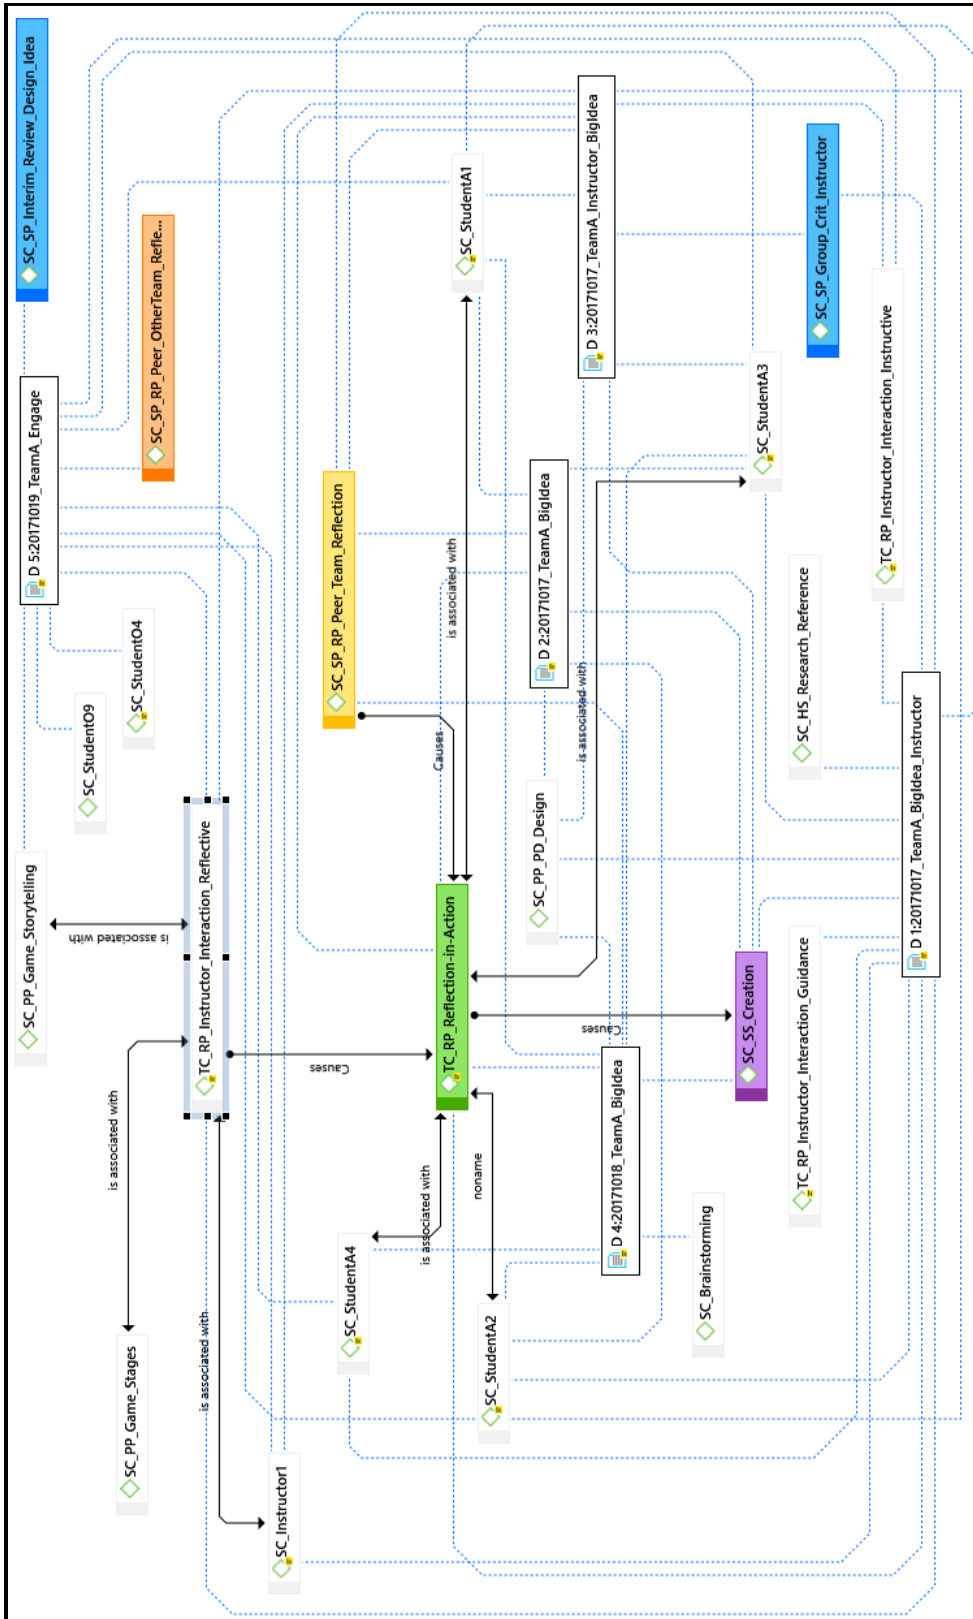 SC_SP_Interim_Review_Design_Idea
D 5:20171019_TeamA_Engage
SC_PP_Game_Storytelling
SC_StudentO9
SC_StudentO4
SC_SP_RP_Peer_OtherTeam_Refle...
is associated with
is associated with
SC_PP_Game_Stages
TC_RP_Instructor_Interaction_Reflective
is associated with
SC_Instructor1
Causes
SC_SP_RP_Peer_Team_Reflection
SC_StudentA4
is associated with
Causes
is associated with
TC_RP_Reflection-in-Action
SC_StudentA1
noname
SC_StudentA2
D 2:20171017_TeamA_BigIdea
SC_PP_PD_Design
is associated with
D 3:20171017_TeamA_Instructor_BigIdea
Causes
D 4:20171018_TeamA_BigIdea
SC_Brainstorming
SC_SS_Creation
SC_StudentA3
SC_HS_Research_Reference
TC_RP_Instructor_Interaction_Guidance
SC_SP_Group_Crit_Instructor
TC_RP_Instructor_Interaction_Instructive
D 1:20171017_TeamA_BigIdea_Instructor